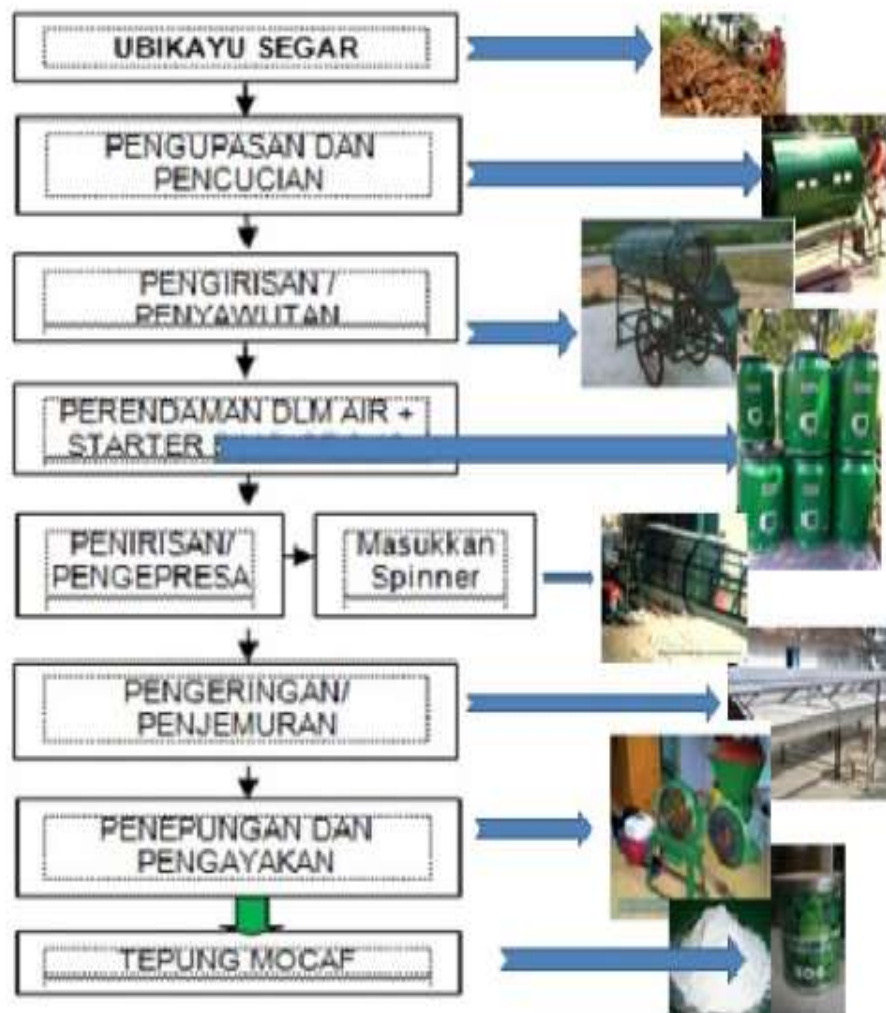 UBIKAYU SEGAR
PENGUPASAN DAN
PENCUCIAN
PENGIRISAN /
PENYAWUTAN
PERENDAMAN DLM AIR +
STARTER
PENIRISAN/
PENGEPRESA
Masukkan
Spinner
PENGERINGAN/
PENJEMURAN
PENEPUNGAN DAN
PENGAYAKAN
TEPUNG MOCAF